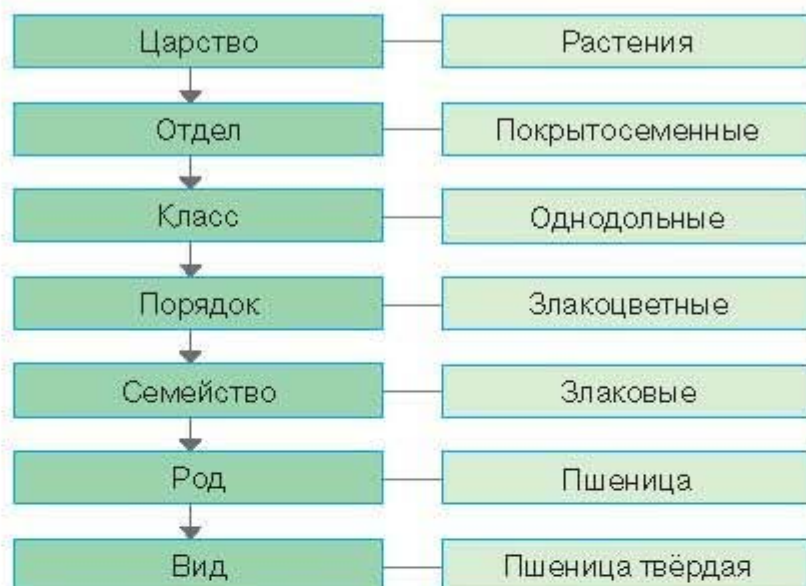 Царство
Растения
Отдел
Покрытосеменные
Класс
Однодольные
Порядок
Злакоцветные
Семейство
Злаковые
Род
Пшеница
Вид
Пшеница твёрдая